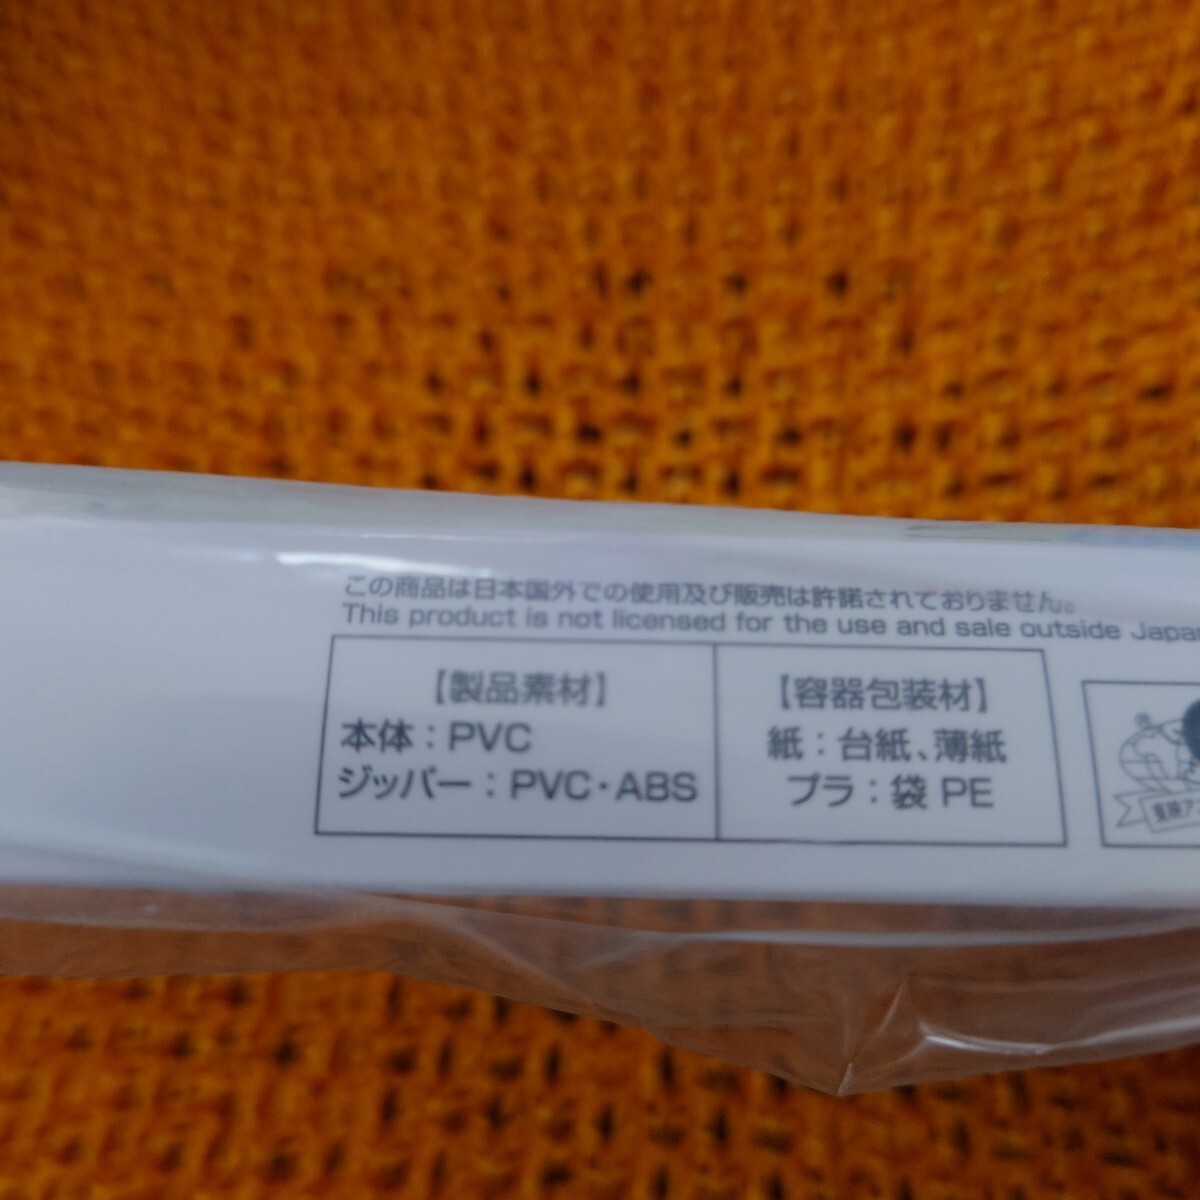 この商品は日本国外での使用及び販売は許諾されておりません。
This product is not licensed for the use and sale outside Japan
【製品素材】
本体：PVC
ジッパー：PVC・ABS
【容器包装材】
紙：台紙、薄紙
プラ：袋 PE
®